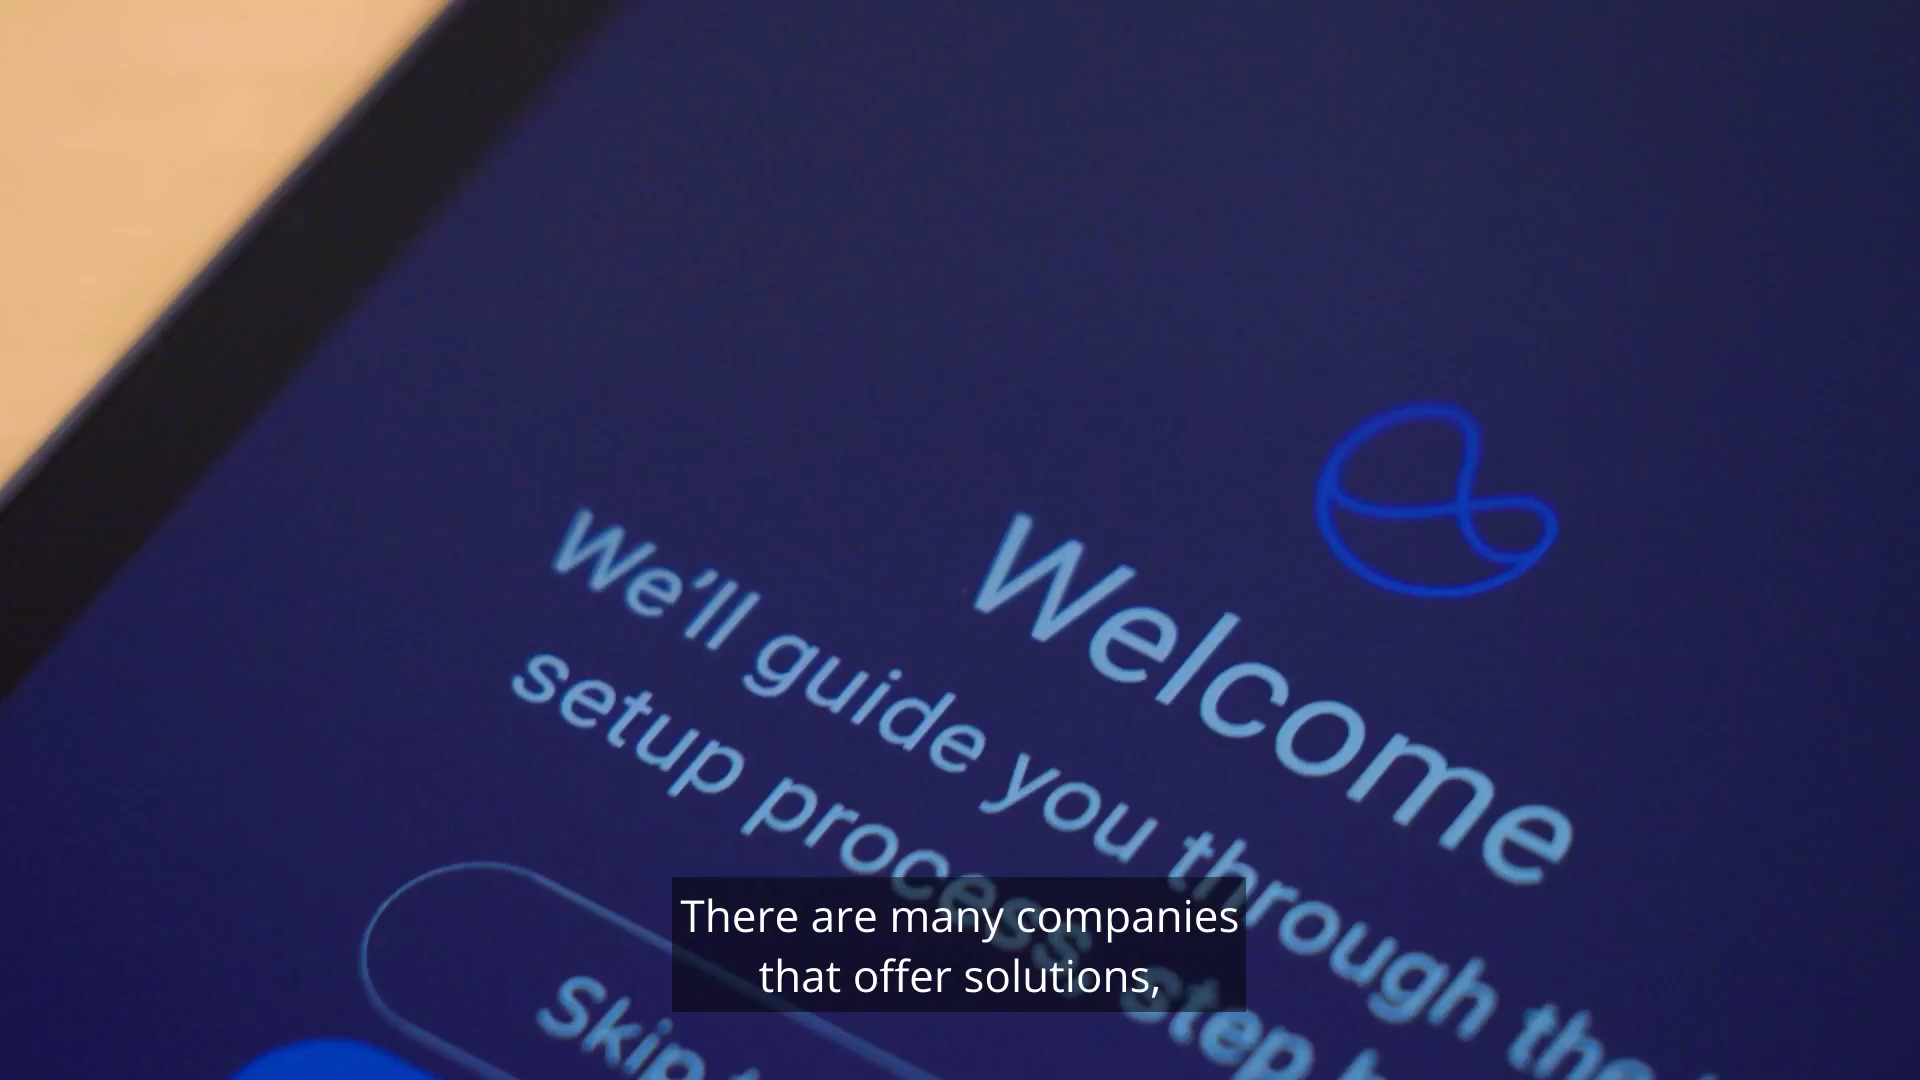 Welcome
We'll guide you through the
setup process, step
Skip
There are many companies
that offer solutions,